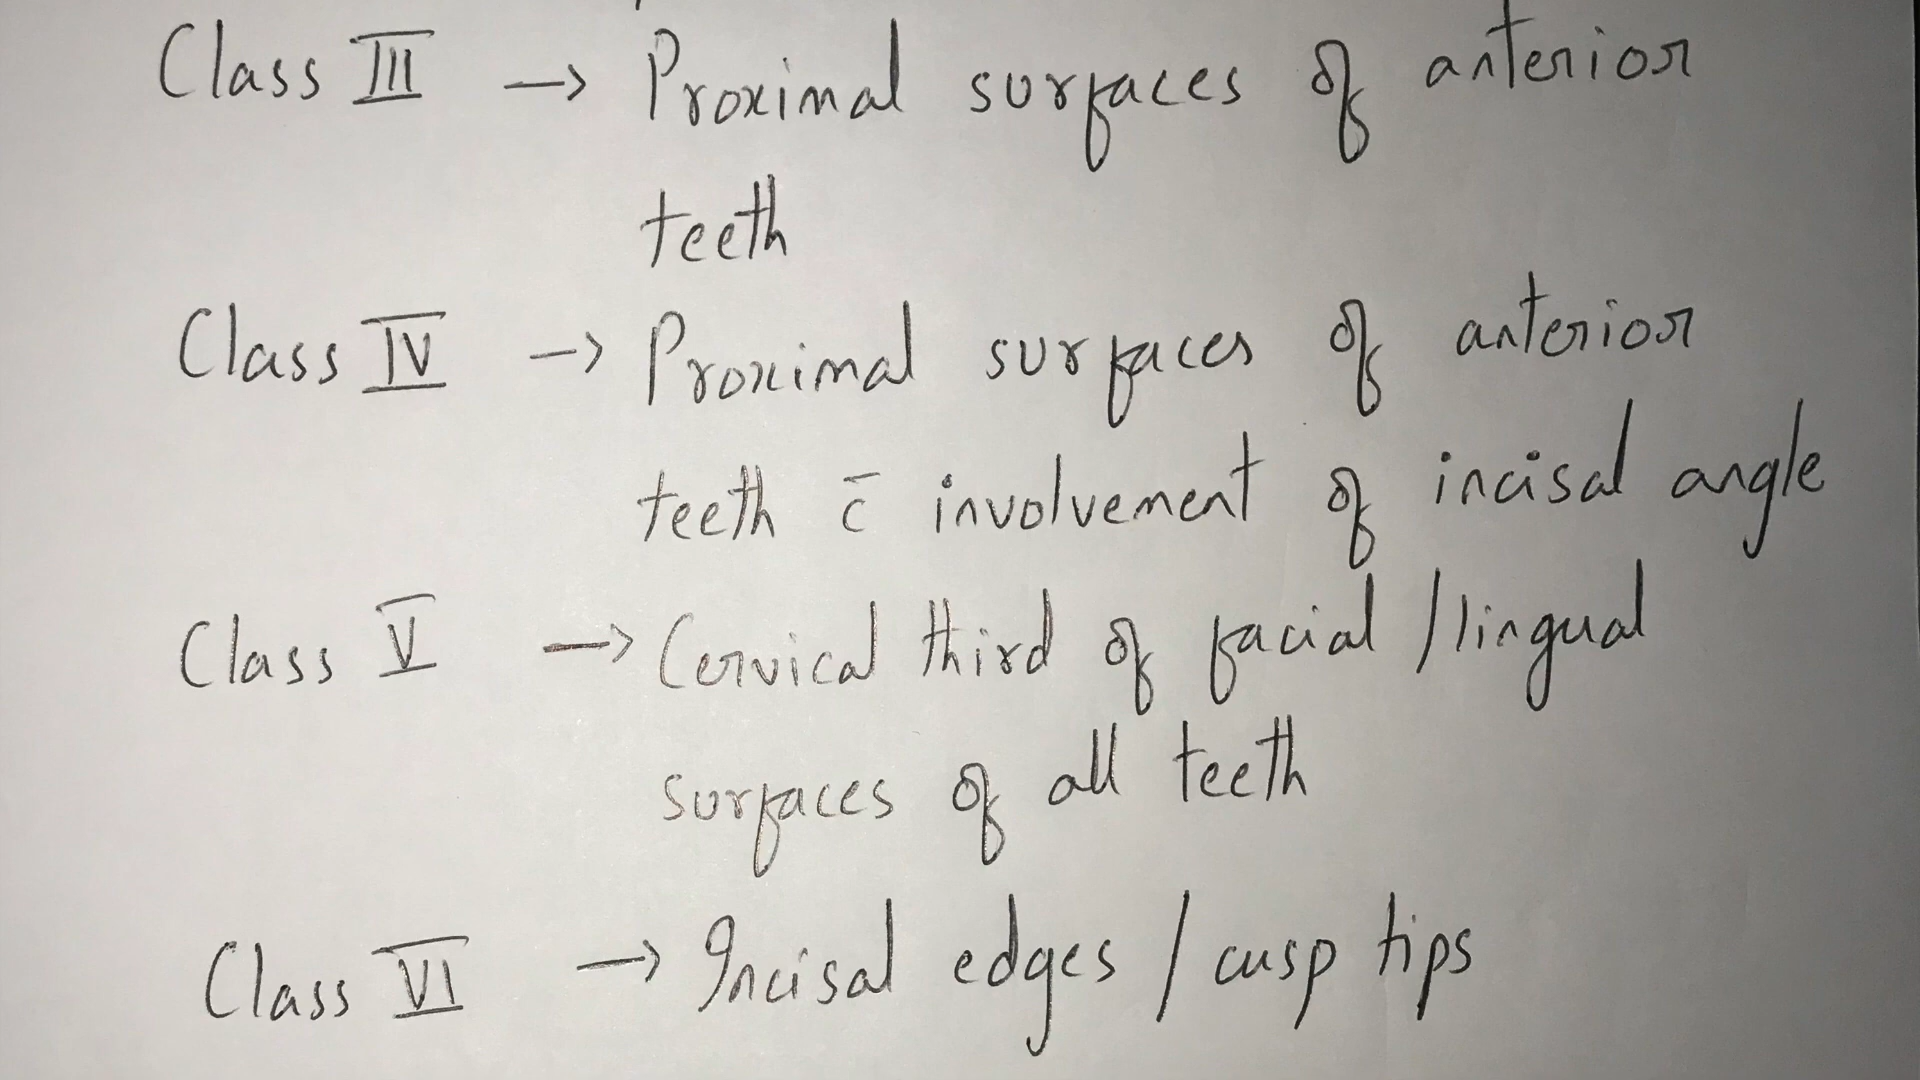 Class III → Proximal surfaces of anterior
teeth
Class IV → Proximal surfaces of anterior
teeth c̄ involvement of incisal angle
Class V → Cervical third of facial / lingual
surfaces of all teeth
Class VI → Incisal edges / cusp tips